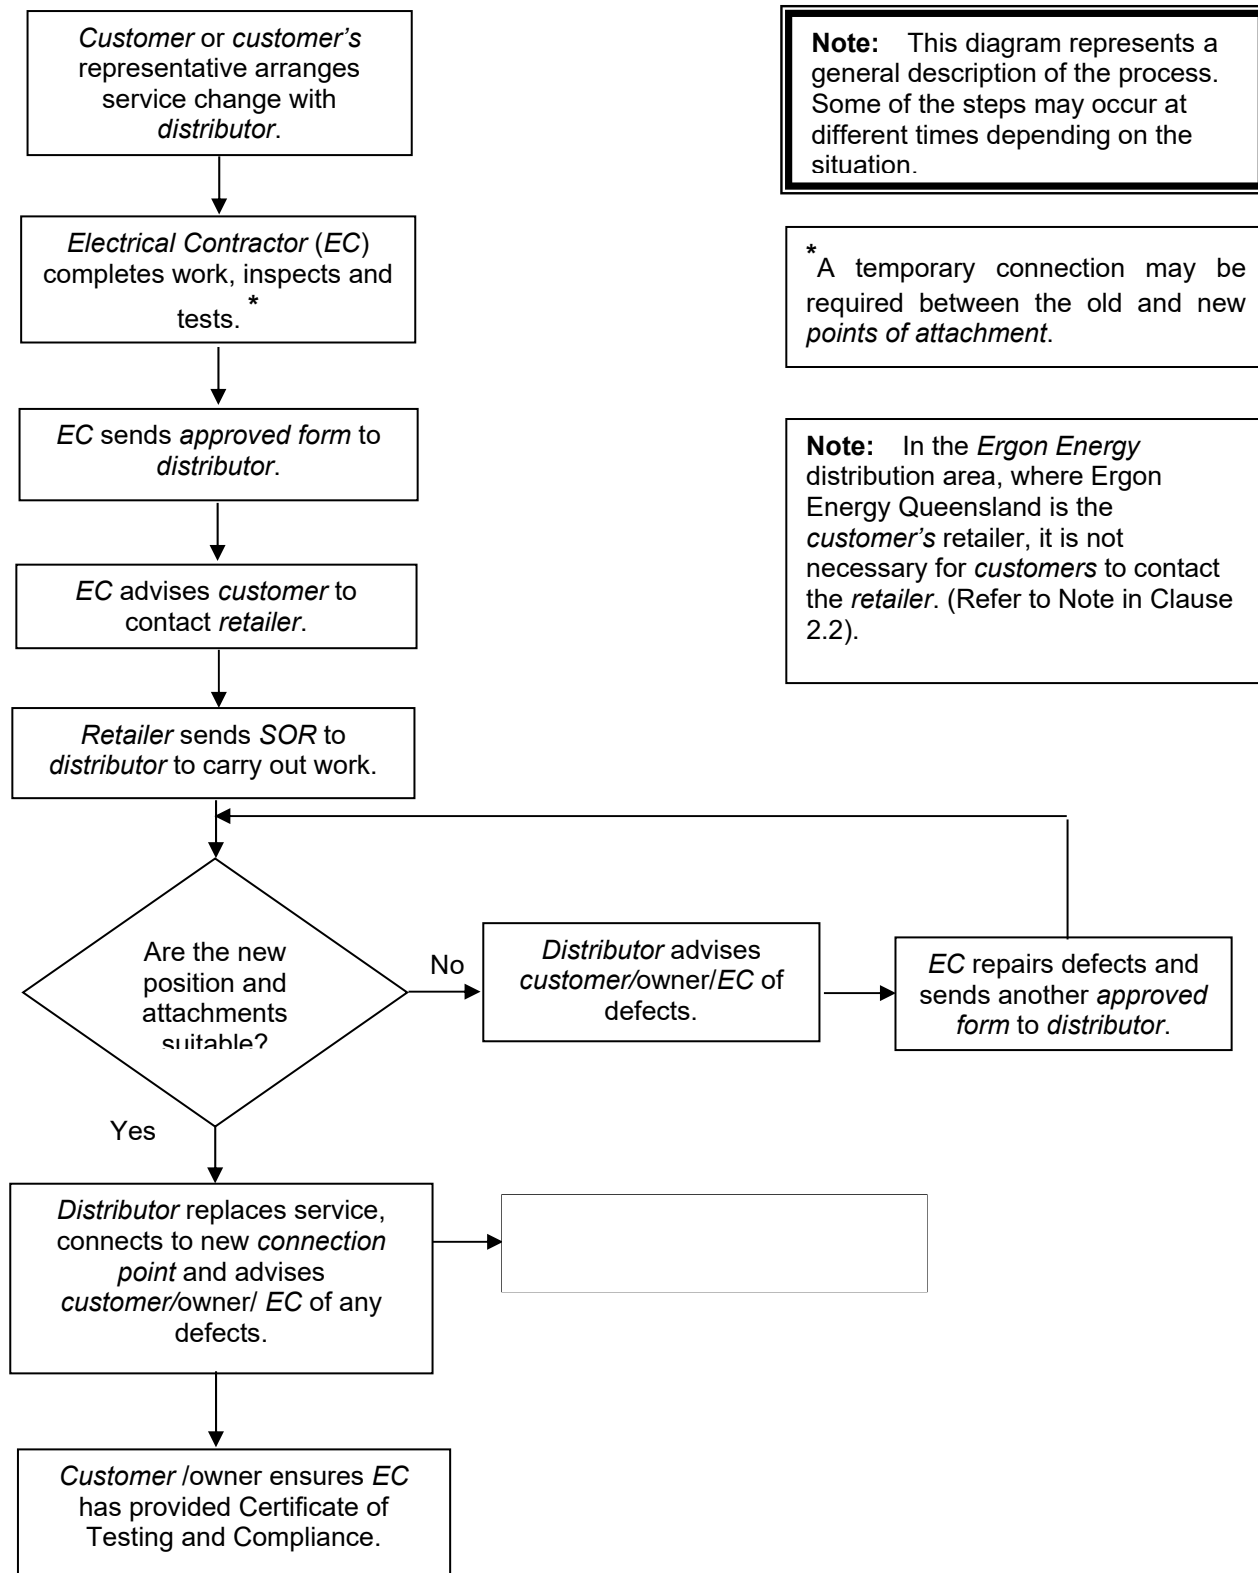 Customer or customer's
representative arranges
service change with
distributor.
Note: This diagram represents a
general description of the process.
Some of the steps may occur at
different times depending on the
situation.
Electrical Contractor (EC)
completes work, inspects and
tests. *
*A temporary connection may be
required between the old and new
points of attachment.
EC sends approved form to
distributor.
Note: In the Ergon Energy
distribution area, where Ergon
Energy Queensland is the
customer's retailer, it is not
necessary for customers to contact
the retailer. (Refer to Note in Clause
2.2).
EC advises customer to
contact retailer.
Retailer sends SOR to
distributor to carry out work.
Are the new
position and
attachments
suitable?
No
Distributor advises
customer/owner/EC of
defects.
EC repairs defects and
sends another approved
form to distributor.
Yes
Distributor replaces service,
connects to new connection
point and advises
customer/owner/ EC of any
defects.
Customer /owner ensures EC
has provided Certificate of
Testing and Compliance.